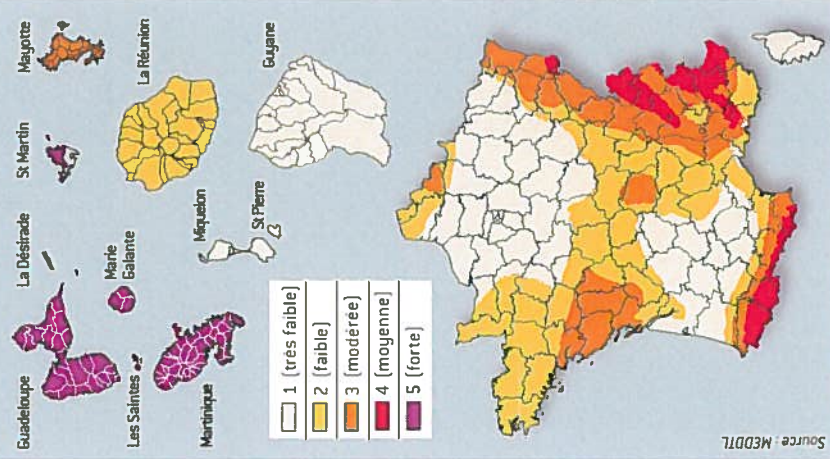 Guadeloupe
La Désirade
St Martin
Mayotte
Les Saintes
Marie
Galante
La Réunion
Martinique
Miquelon
St Pierre
Guyane
1 (très faible)
2 (faible)
3 (modérée)
4 (moyenne)
5 (forte)
Source : MEDDTL